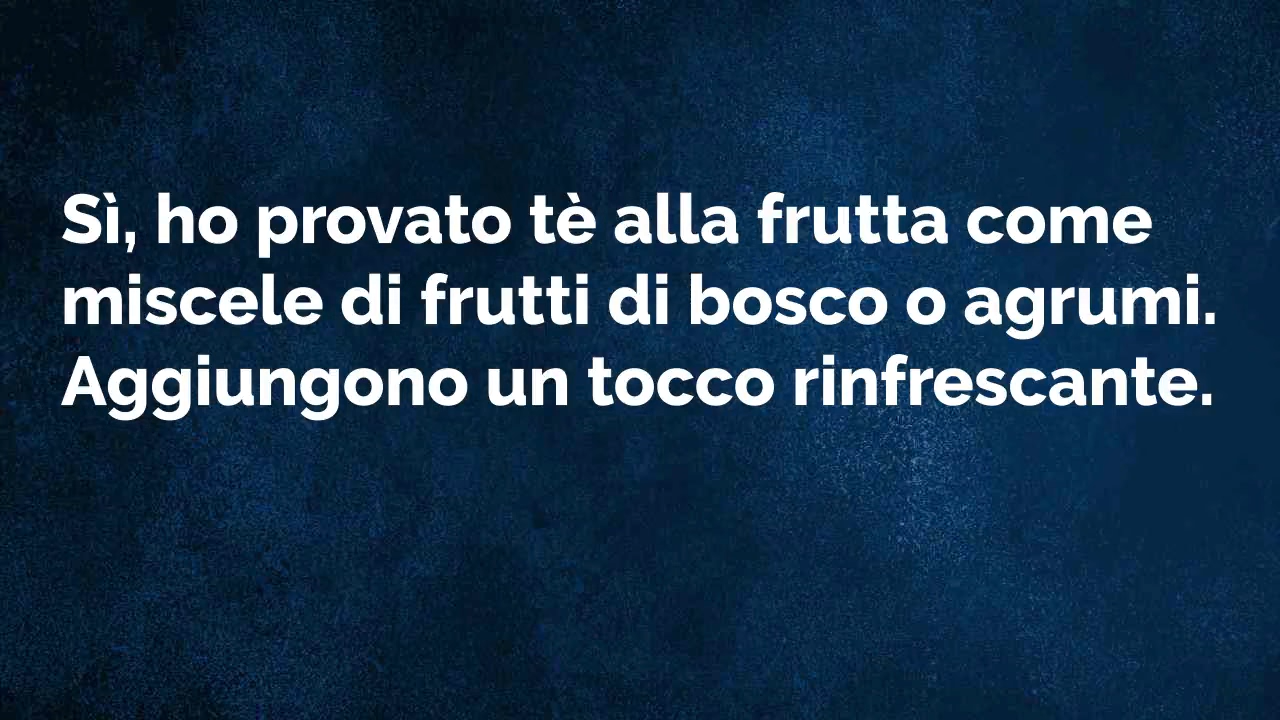 Sì, ho provato tè alla frutta come
miscele di frutti di bosco o agrumi.
Aggiungono un tocco rinfrescante.